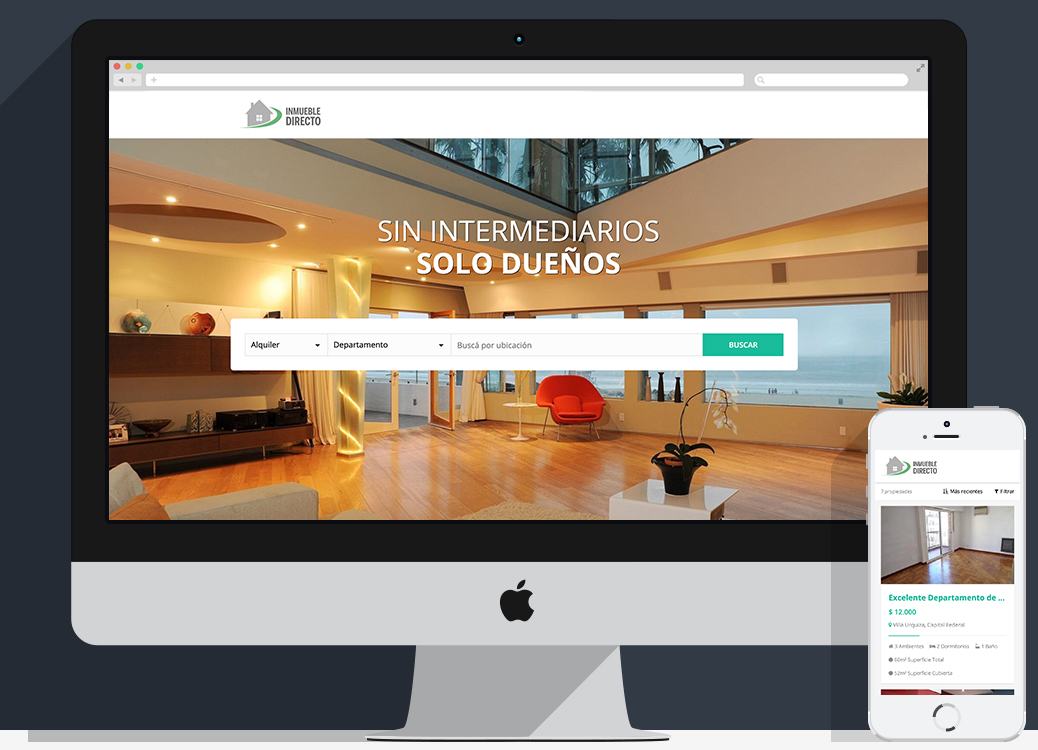 INMUEBLE
DIRECTO
SIN INTERMEDIARIOS
SOLO DUEÑOS
Alquiler
Departamento
Buscá por ubicación
BUSCAR
INMUEBLE
DIRECTO
7 propiedades
Más recientes
Filtrar
Excelente Departamento de ...
$ 12.000
Villa Urquiza, Capital Federal
3 Ambientes 2 Dormitorios 1 Baño
60m² Superficie Total
52m² Superficie Cubierta